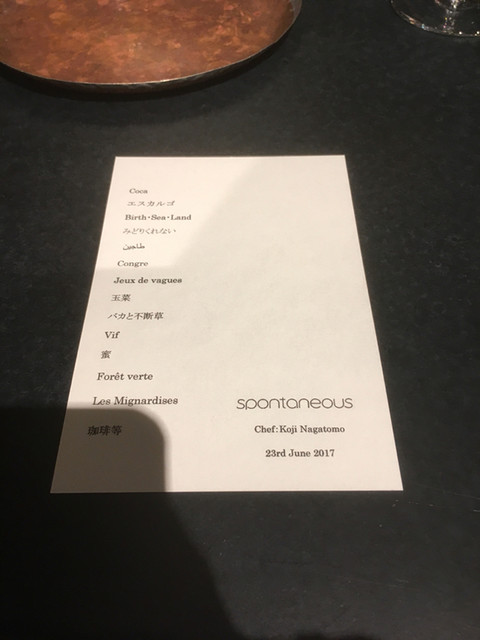 Coca
エスカルゴ
Birth・Sea・Land
みどりくれない
طاجين
Congre
Jeux de vagues
玉菜
バカと不断草
Vif
蜜
Forêt verte
Les Mignardises
珈琲等
spontaneous
Chef:Koji Nagatomo
23rd June 2017